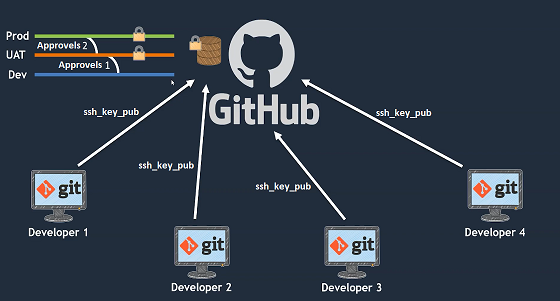 Prod
Approvels 2
UAT
Approvels 1
Dev
GitHub
ssh_key_pub
ssh_key_pub
ssh_key_pub
ssh_key_pub
git
Developer 1
git
Developer 2
git
Developer 3
git
Developer 4